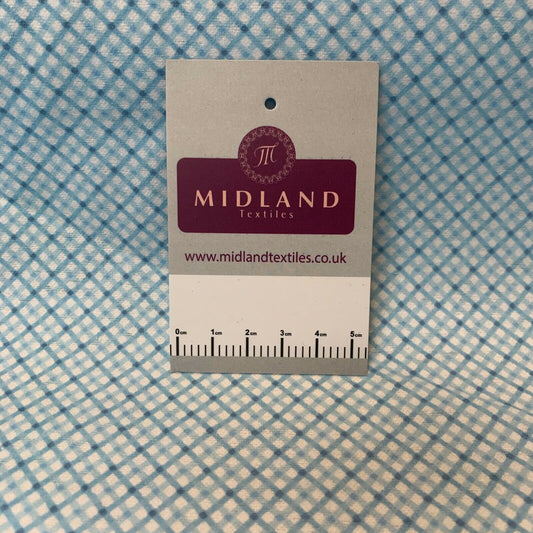 M
MIDLAND
Textiles
www.midlandtextiles.co.uk
0cm 1cm 2cm 3cm 4cm 5cm